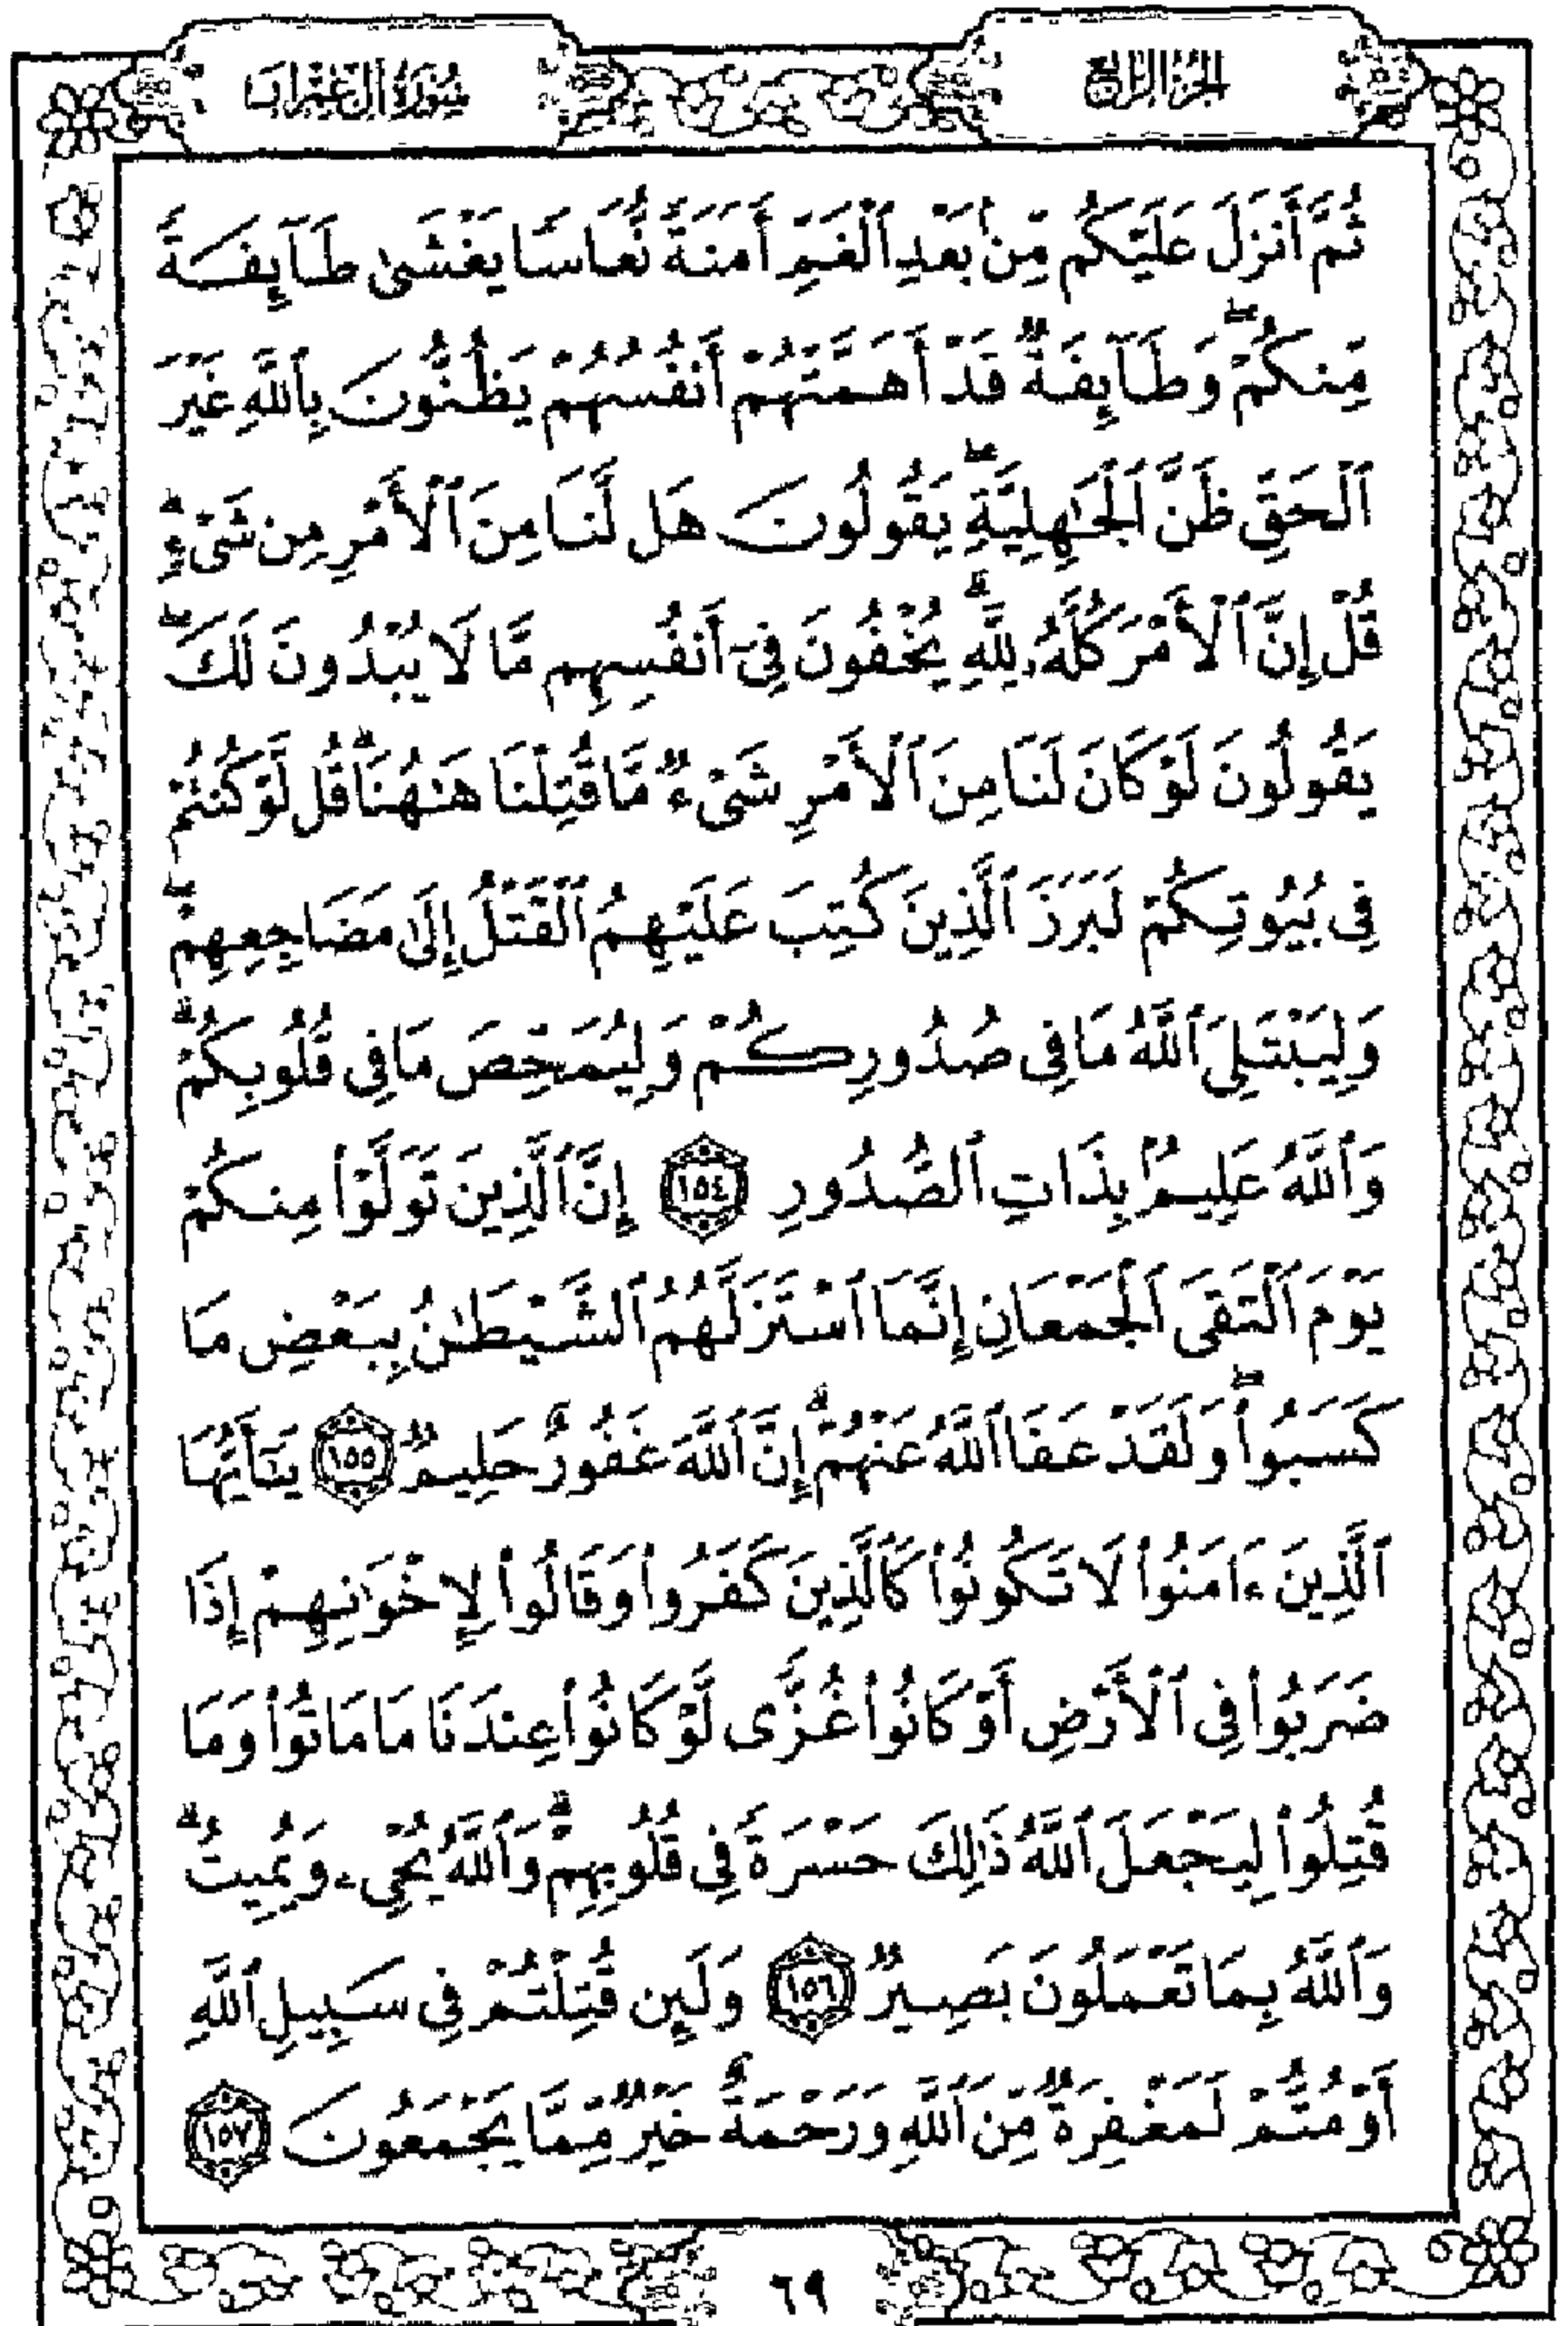 الجزء الرابع
سورة آل عمران
ثُمَّ أَنزَلَ عَلَيْكُم مِّنۢ بَعْدِ ٱلْغَمِّ أَمَنَةً نُّعَاسًا يَغْشَىٰ طَآئِفَةً
مِّنكُمْ ۖ وَطَآئِفَةٌ قَدْ أَهَمَّتْهُمْ أَنفُسُهُمْ يَظُنُّونَ بِٱللَّهِ غَيْرَ
ٱلْحَقِّ ظَنَّ ٱلْجَٰهِلِيَّةِ ۖ يَقُولُونَ هَل لَّنَا مِنَ ٱلْأَمْرِ مِن شَىْءٍ ۗ
قُلْ إِنَّ ٱلْأَمْرَ كُلَّهُۥ لِلَّهِ ۗ يُخْفُونَ فِىٓ أَنفُسِهِم مَّا لَا يُبْدُونَ لَكَ ۖ
يَقُولُونَ لَوْ كَانَ لَنَا مِنَ ٱلْأَمْرِ شَىْءٌ مَّا قُتِلْنَا هَٰهُنَا ۗ قُل لَّوْ كُنتُمْ
فِى بُيُوتِكُمْ لَبَرَزَ ٱلَّذِينَ كُتِبَ عَلَيْهِمُ ٱلْقَتْلُ إِلَىٰ مَضَاجِعِهِمْ ۖ
وَلِيَبْتَلِىَ ٱللَّهُ مَا فِى صُدُورِكُمْ وَلِيُمَحِّصَ مَا فِى قُلُوبِكُمْ ۗ
وَٱللَّهُ عَلِيمٌۢ بِذَاتِ ٱلصُّدُورِ ١٥٤ إِنَّ ٱلَّذِينَ تَوَلَّوْا۟ مِنكُمْ
يَوْمَ ٱلْتَقَى ٱلْجَمْعَانِ إِنَّمَا ٱسْتَزَلَّهُمُ ٱلشَّيْطَٰنُ بِبَعْضِ مَا
كَسَبُوا۟ ۖ وَلَقَدْ عَفَا ٱللَّهُ عَنْهُمْ ۗ إِنَّ ٱللَّهَ غَفُورٌ حَلِيمٌ ١٥٥ يَٰٓأَيُّهَا
ٱلَّذِينَ ءَامَنُوا۟ لَا تَكُونُوا۟ كَٱلَّذِينَ كَفَرُوا۟ وَقَالُوا۟ لِإِخْوَٰنِهِمْ إِذَا
ضَرَبُوا۟ فِى ٱلْأَرْضِ أَوْ كَانُوا۟ غُزًّى لَّوْ كَانُوا۟ عِندَنَا مَا مَاتُوا۟ وَمَا
قُتِلُوا۟ لِيَجْعَلَ ٱللَّهُ ذَٰلِكَ حَسْرَةً فِى قُلُوبِهِمْ ۗ وَٱللَّهُ يُحْىِۦ وَيُمِيتُ ۗ
وَٱللَّهُ بِمَا تَعْمَلُونَ بَصِيرٌ ١٥٦ وَلَئِن قُتِلْتُمْ فِى سَبِيلِ ٱللَّهِ
أَوْ مُتُّمْ لَمَغْفِرَةٌ مِّنَ ٱللَّهِ وَرَحْمَةٌ خَيْرٌ مِّمَّا يَجْمَعُونَ ١٥٧
٦٩